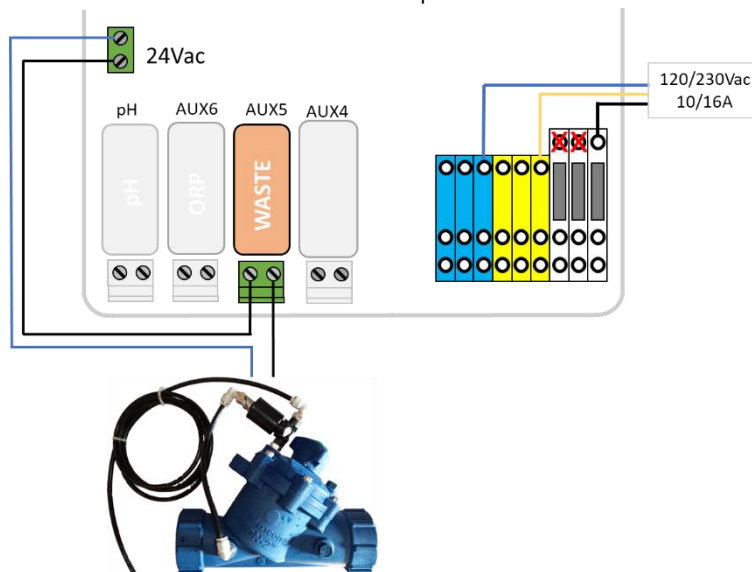 24Vac
120/230Vac
10/16A
pH
AUX6
AUX5
AUX4
pH
ORP
WASTE